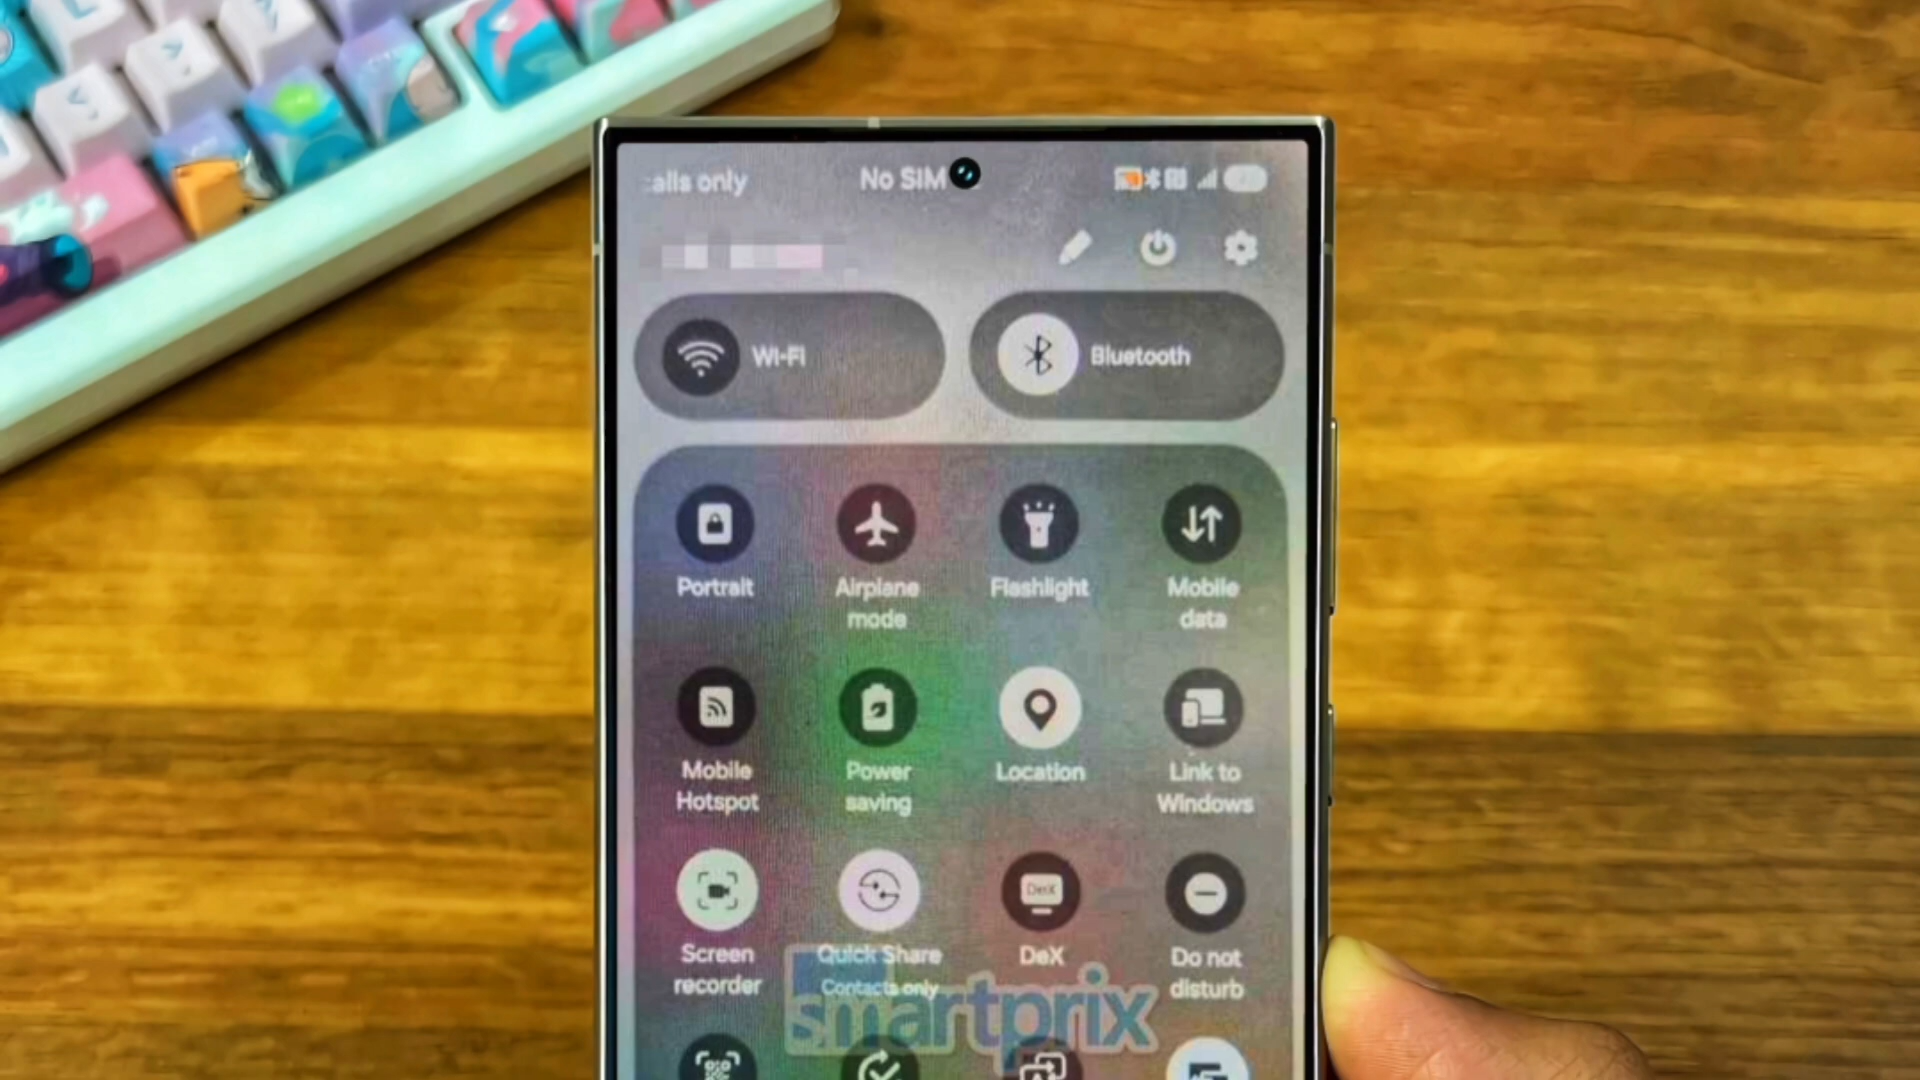 alls only
No SIM
Wi-Fi
Bluetooth
Portrait
Airplane
mode
Flashlight
Mobile
data
Mobile
Hotspot
Power
saving
Location
Link to
Windows
Screen
recorder
Quick Share
Contacts only
DeX
DeX
Do not
disturb
smartprix